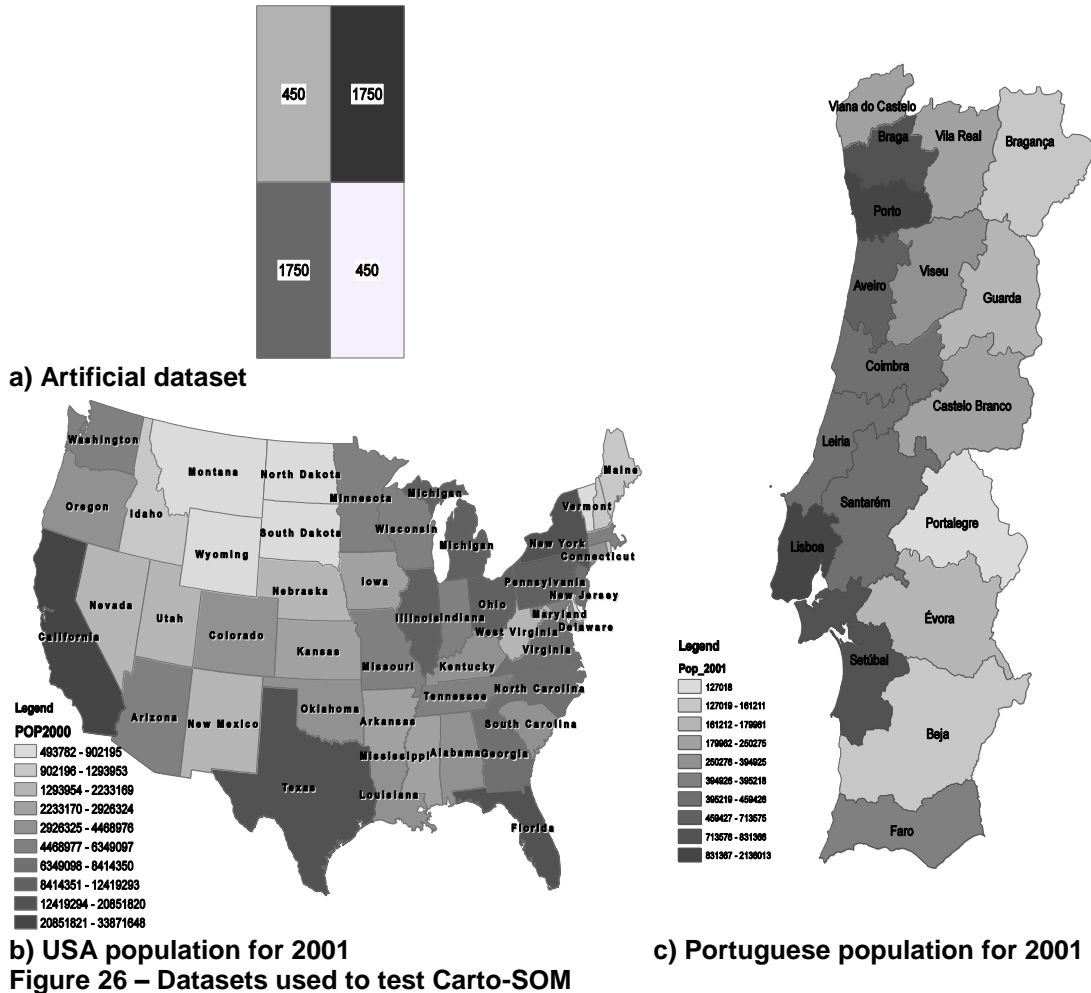 450
1750
1750
450
a) Artificial dataset
Washington
Montana
North Dakota
Minnesota
Michigan
Maine
Oregon
Idaho
Wisconsin
Vermont
South Dakota
Wyoming
Michigan
New York
Connecticut
Iowa
Nebraska
Pennsylvania
New Jersey
Nevada
Utah
Illinois
Indiana
Ohio
Maryland
Delaware
California
Colorado
West Virginia
Virginia
Kansas
Missouri
Kentucky
North Carolina
Tennessee
Arizona
New Mexico
Oklahoma
Arkansas
South Carolina
Mississippi
Alabama
Georgia
Texas
Louisiana
Florida
Legend
POP2000
493782 - 902195
902196 - 1293953
1293954 - 2233169
2233170 - 2926324
2926325 - 4468976
4468977 - 6349097
6349098 - 8414350
8414351 - 12419293
12419294 - 20851820
20851821 - 33871648
b) USA population for 2001
Viana do Castelo
Braga
Vila Real
Bragança
Porto
Aveiro
Viseu
Guarda
Coimbra
Castelo Branco
Leiria
Santarém
Portalegre
Lisboa
Évora
Setúbal
Beja
Faro
Legend
Pop_2001
127018
127019 - 161211
161212 - 179981
179982 - 250275
250276 - 394925
394926 - 395218
395219 - 459426
459427 - 713575
713576 - 831366
831367 - 2136013
c) Portuguese population for 2001
Figure 26 – Datasets used to test Carto-SOM